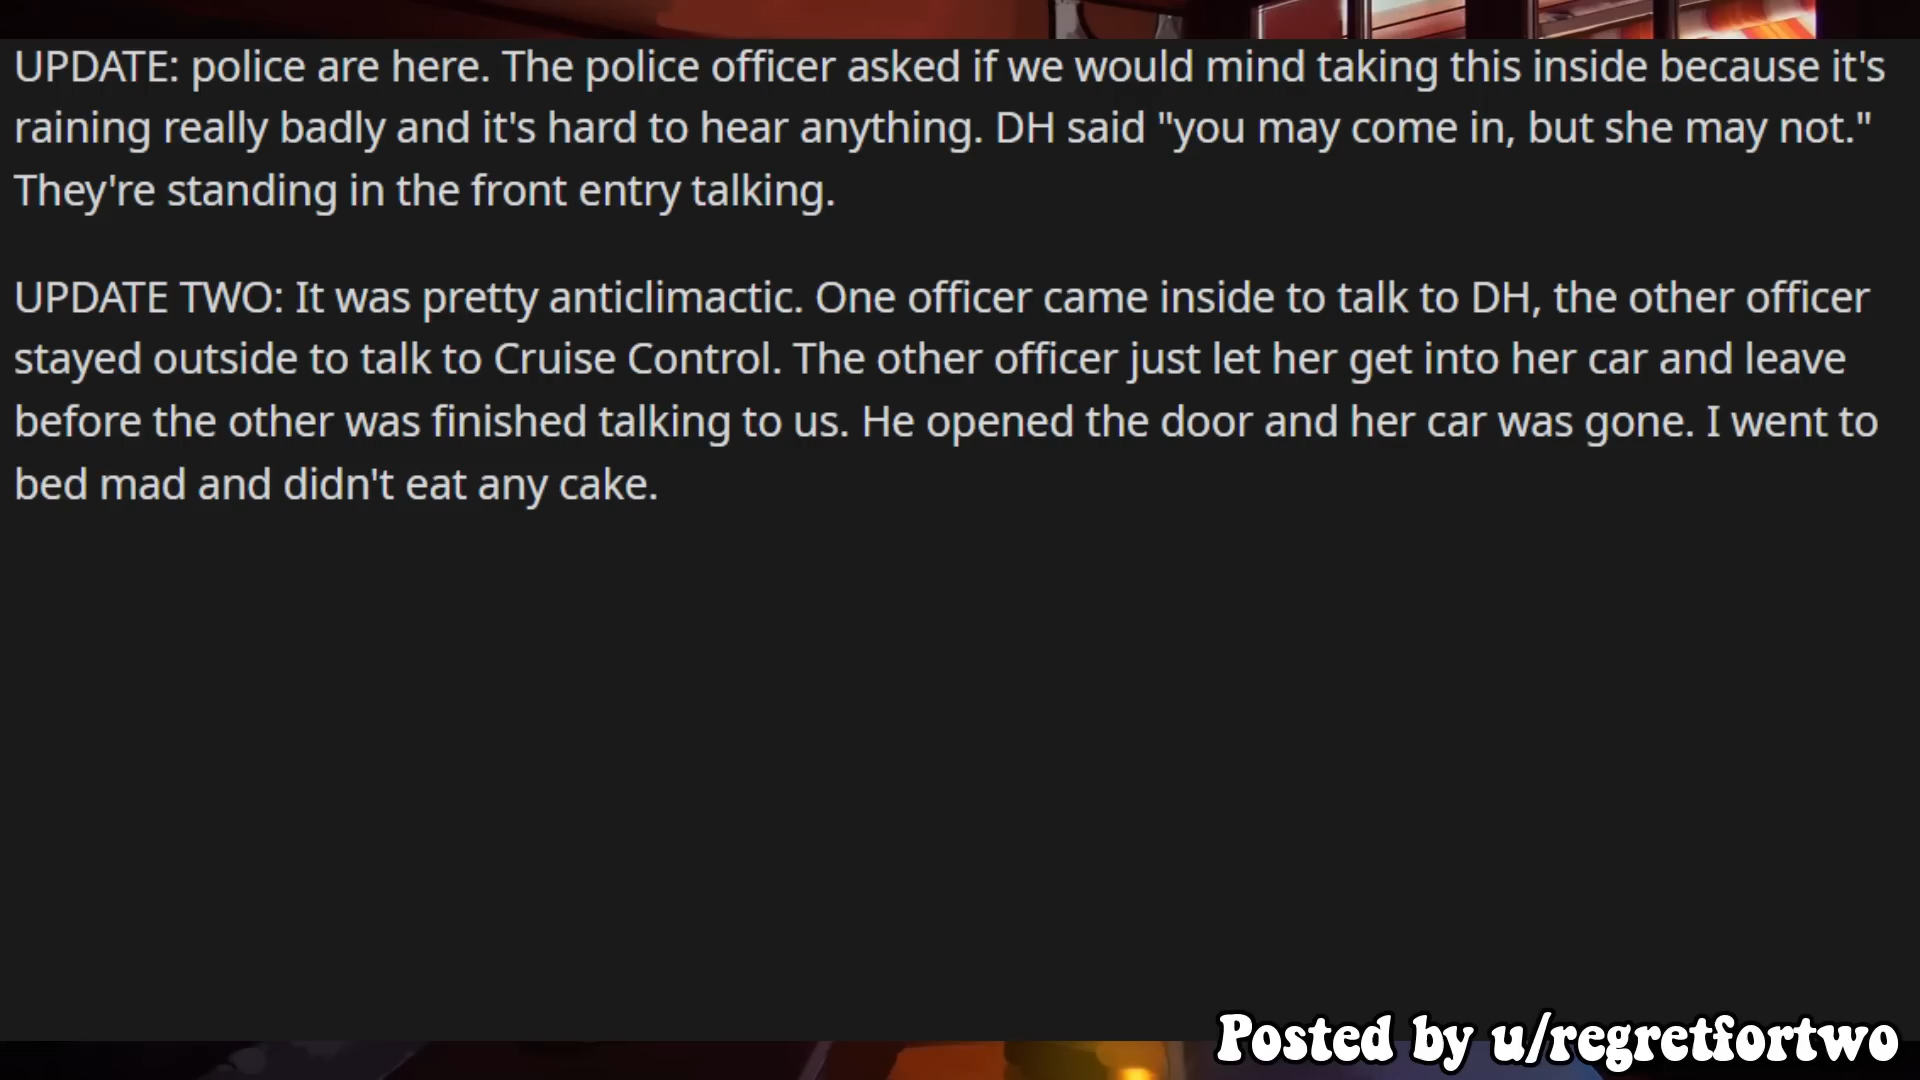 UPDATE: police are here. The police officer asked if we would mind taking this inside because it's
raining really badly and it's hard to hear anything. DH said "you may come in, but she may not."
They're standing in the front entry talking.
UPDATE TWO: It was pretty anticlimactic. One officer came inside to talk to DH, the other officer
stayed outside to talk to Cruise Control. The other officer just let her get into her car and leave
before the other was finished talking to us. He opened the door and her car was gone. I went to
bed mad and didn't eat any cake.
Posted by u/regretfortwo